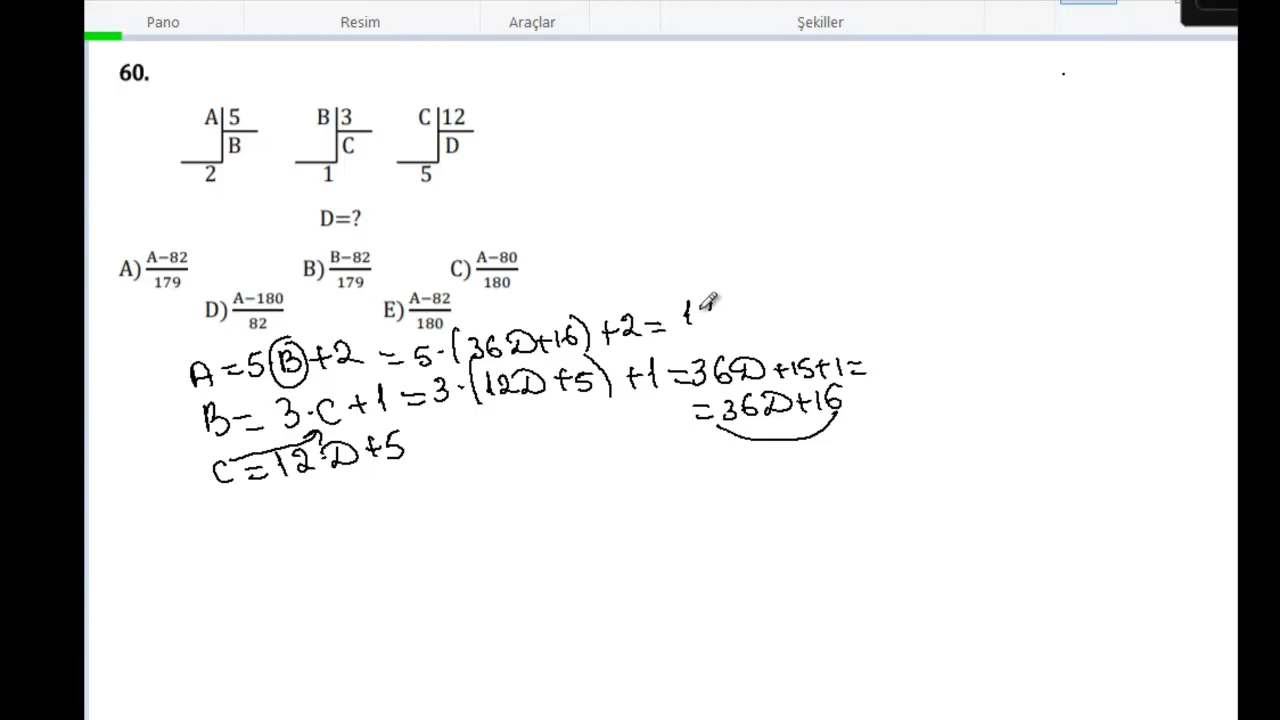 Pano Resim Araçlar Şekiller
60.
A 5 B 3 C 12
B C D
2 1 5
D=?
A) A−82/179 B) B−82/179 C) A−80/180
D) A−180/82 E) A−82/180
A = 5B+2 = 5·(36D+16)+2=
B = 3·C+1 = 3·(12D+5)+1 = 36D+15+1=
= 36D+16
C = 12·D+5